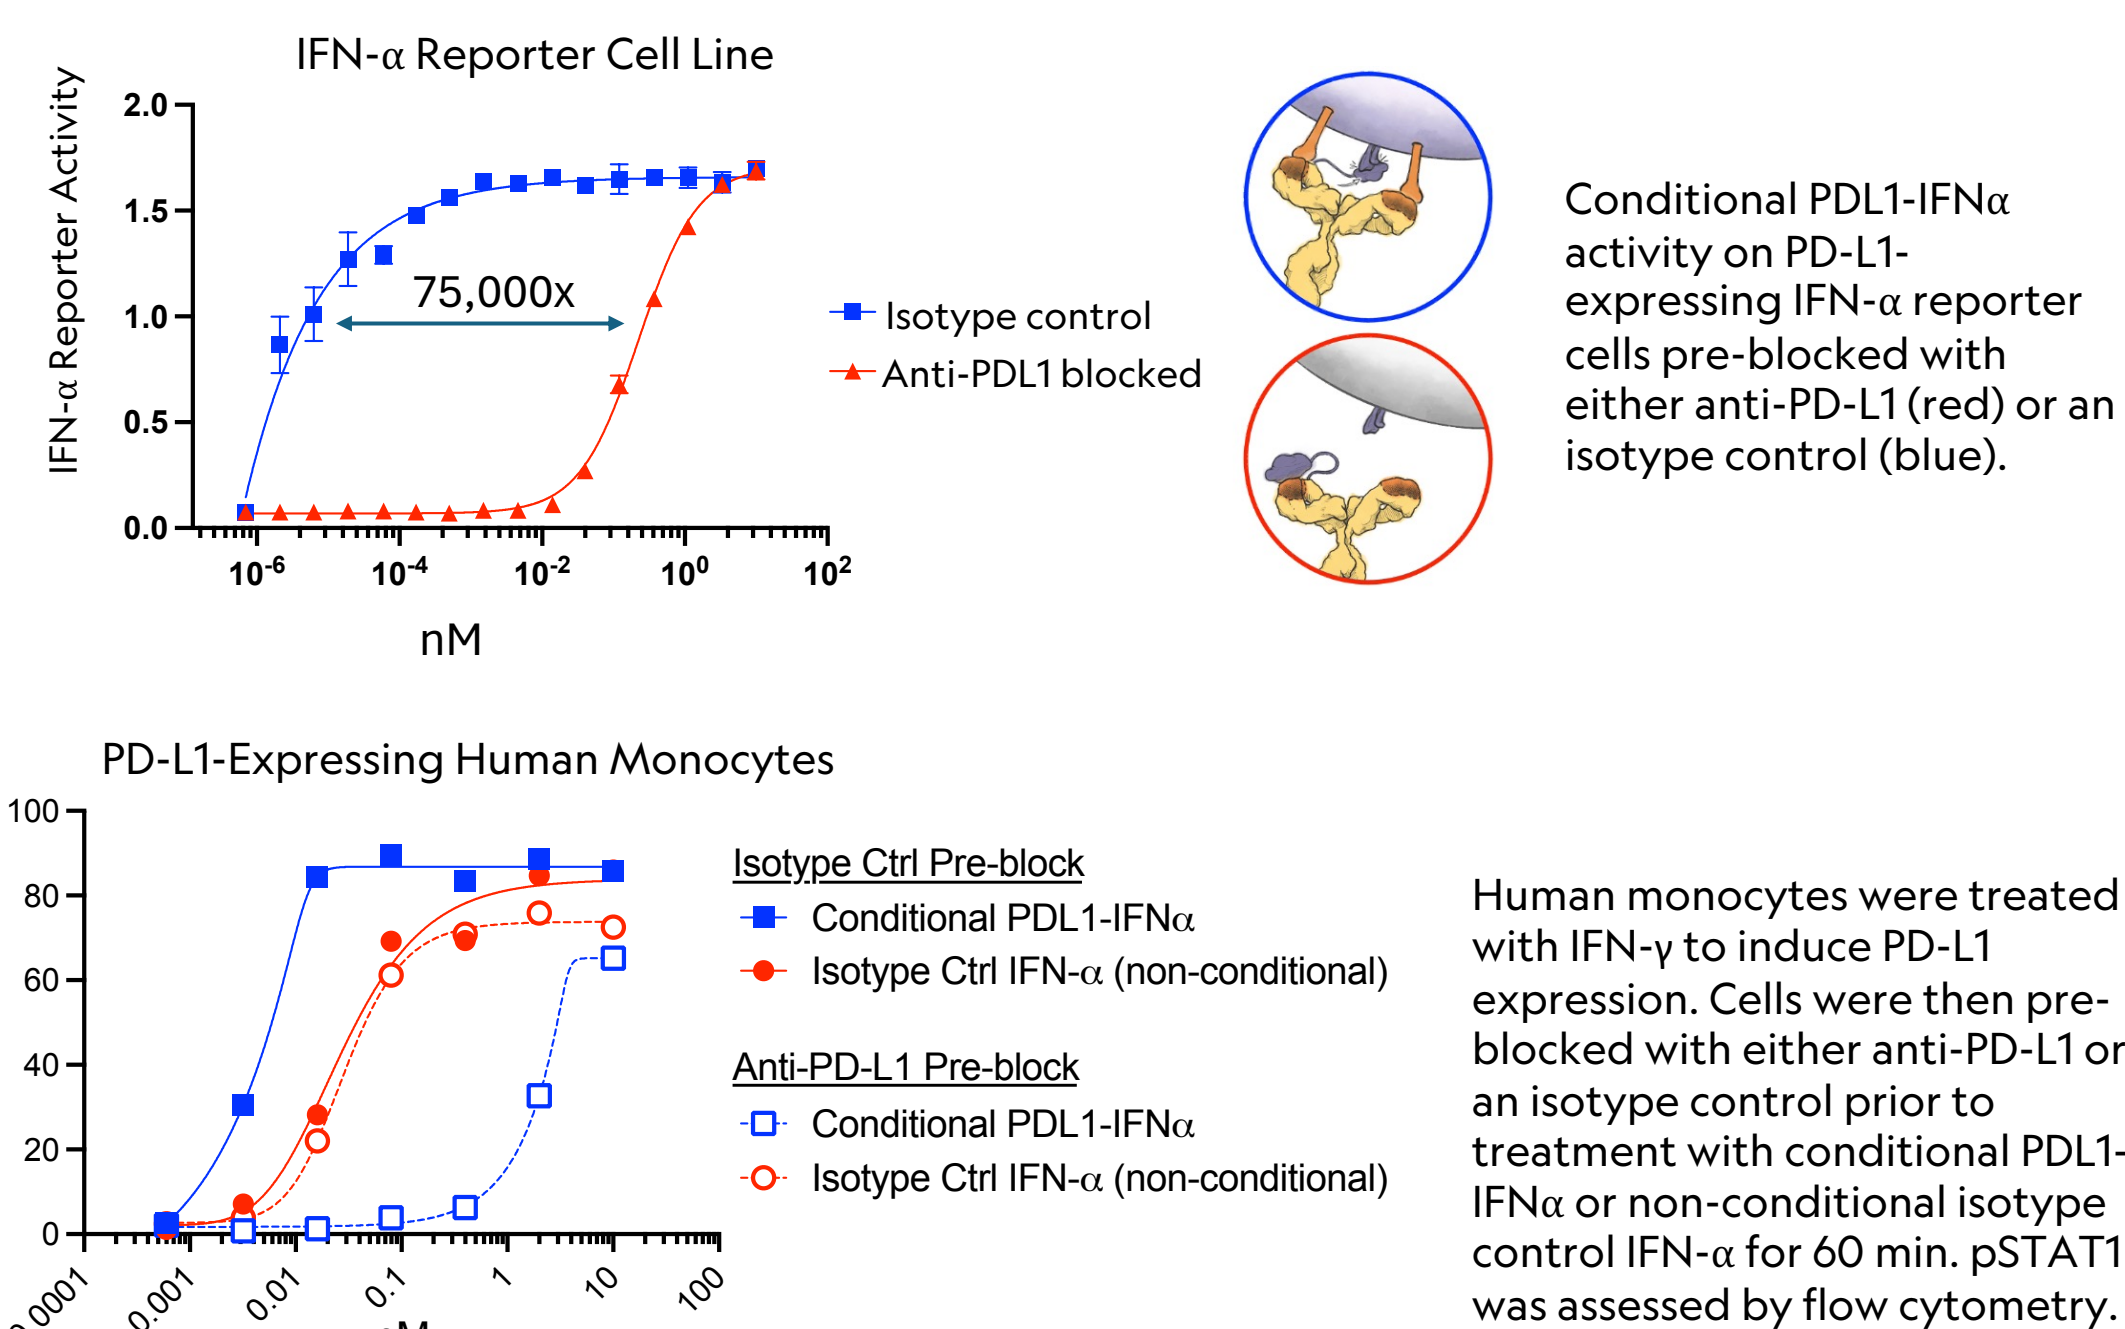 IFN-α Reporter Cell Line
IFN-α Reporter Activity
2.0
1.5
1.0
0.5
0.0
75,000x
10⁻⁶ 10⁻⁴ 10⁻² 10⁰ 10²
nM
Isotype control
Anti-PDL1 blocked
Conditional PDL1-IFNα
activity on PD-L1-
expressing IFN-α reporter
cells pre-blocked with
either anti-PD-L1 (red) or an
isotype control (blue).
PD-L1-Expressing Human Monocytes
100
80
60
40
20
0
0.0001 0.001 0.01 0.1 1 10 100
nM
Isotype Ctrl Pre-block
Conditional PDL1-IFNα
Isotype Ctrl IFN-α (non-conditional)
Anti-PD-L1 Pre-block
Conditional PDL1-IFNα
Isotype Ctrl IFN-α (non-conditional)
Human monocytes were treated
with IFN-γ to induce PD-L1
expression. Cells were then pre-
blocked with either anti-PD-L1 or
an isotype control prior to
treatment with conditional PDL1-
IFNα or non-conditional isotype
control IFN-α for 60 min. pSTAT1
was assessed by flow cytometry.